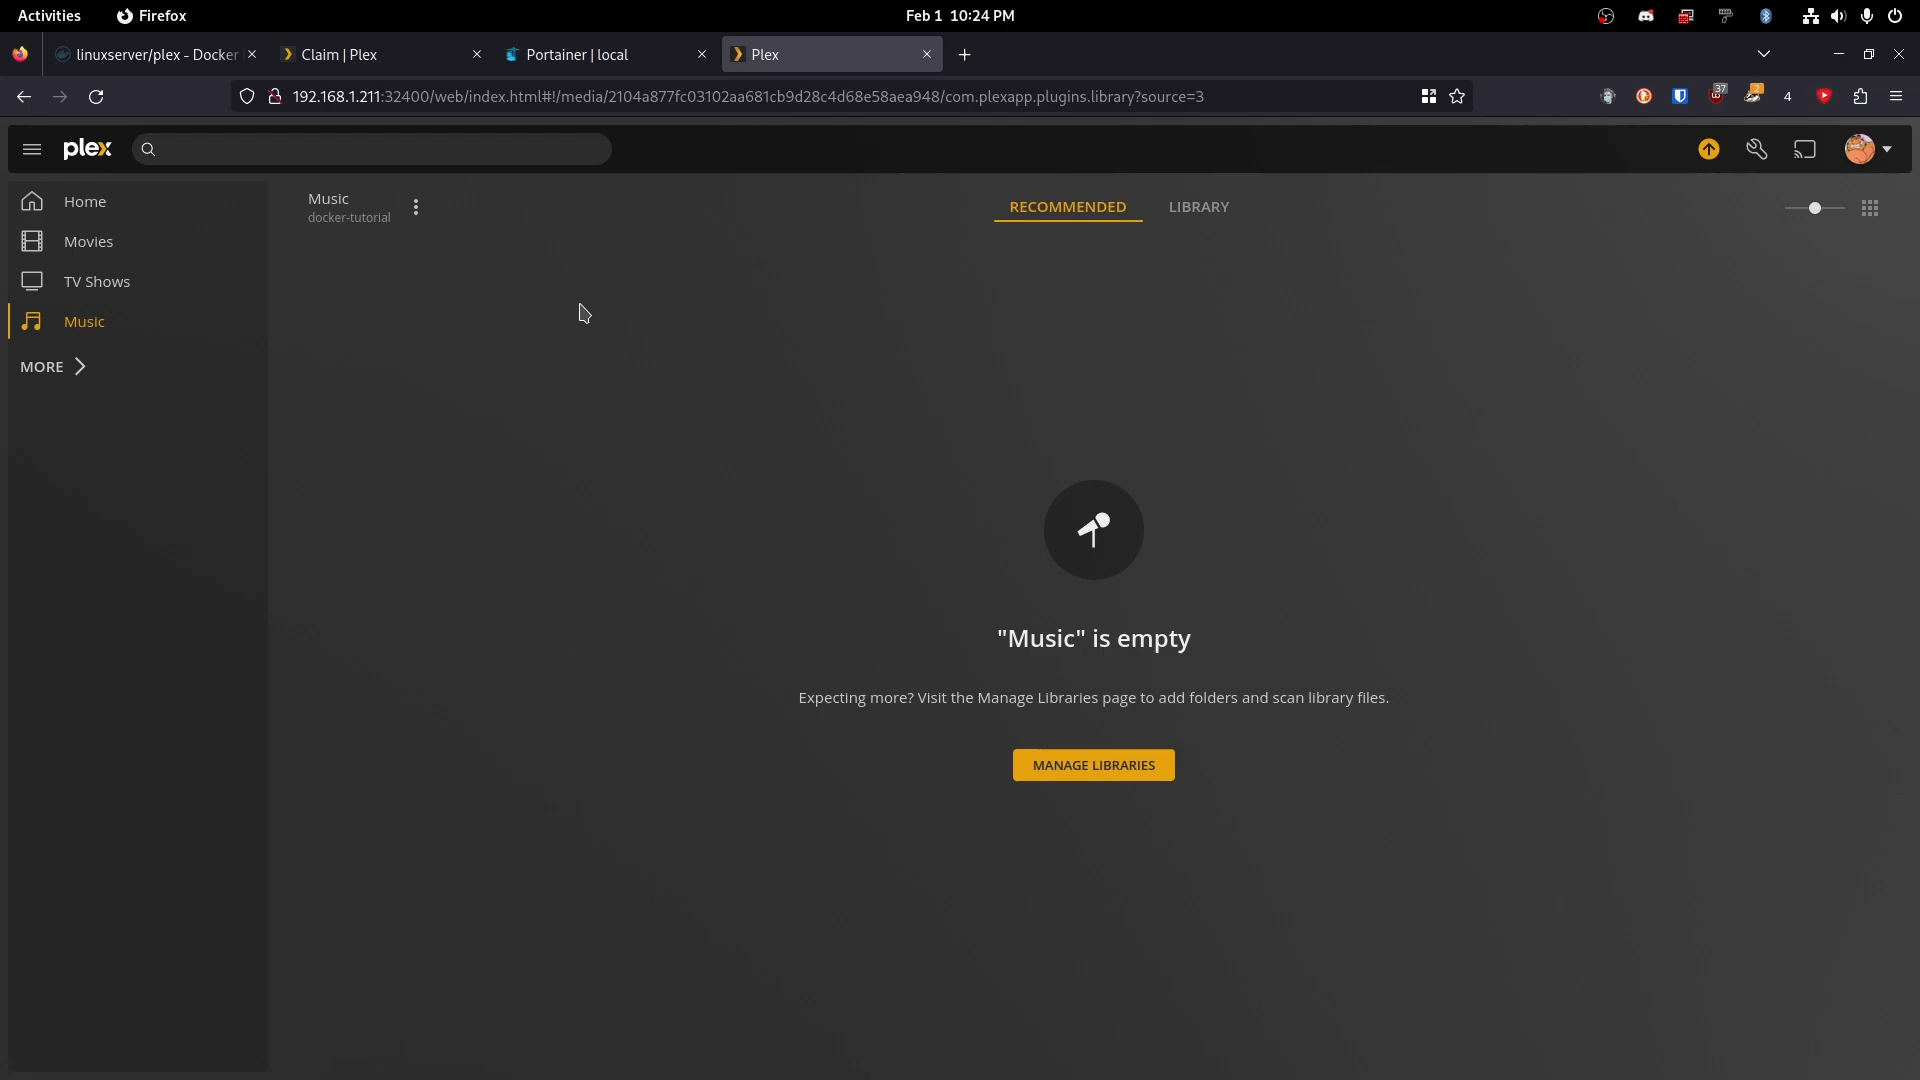 Activities
Firefox
Feb 1 10:24 PM
linuxserver/plex - Docker
Claim | Plex
Portainer | local
Plex
192.168.1.211:32400/web/index.html#!/media/2104a877fc03102aa681cb9d28c4d68e58aea948/com.plexapp.plugins.library?source=3
37
2
4
plex
Home
Movies
TV Shows
Music
MORE
Music
docker-tutorial
RECOMMENDED
LIBRARY
"Music" is empty
Expecting more? Visit the Manage Libraries page to add folders and scan library files.
MANAGE LIBRARIES